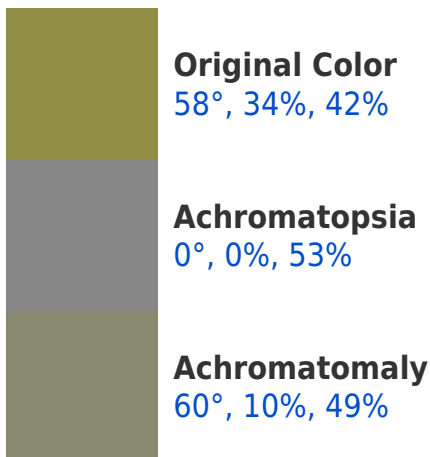 Original Color
58°, 34%, 42%
Achromatopsia
0°, 0%, 53%
Achromatomaly
60°, 10%, 49%